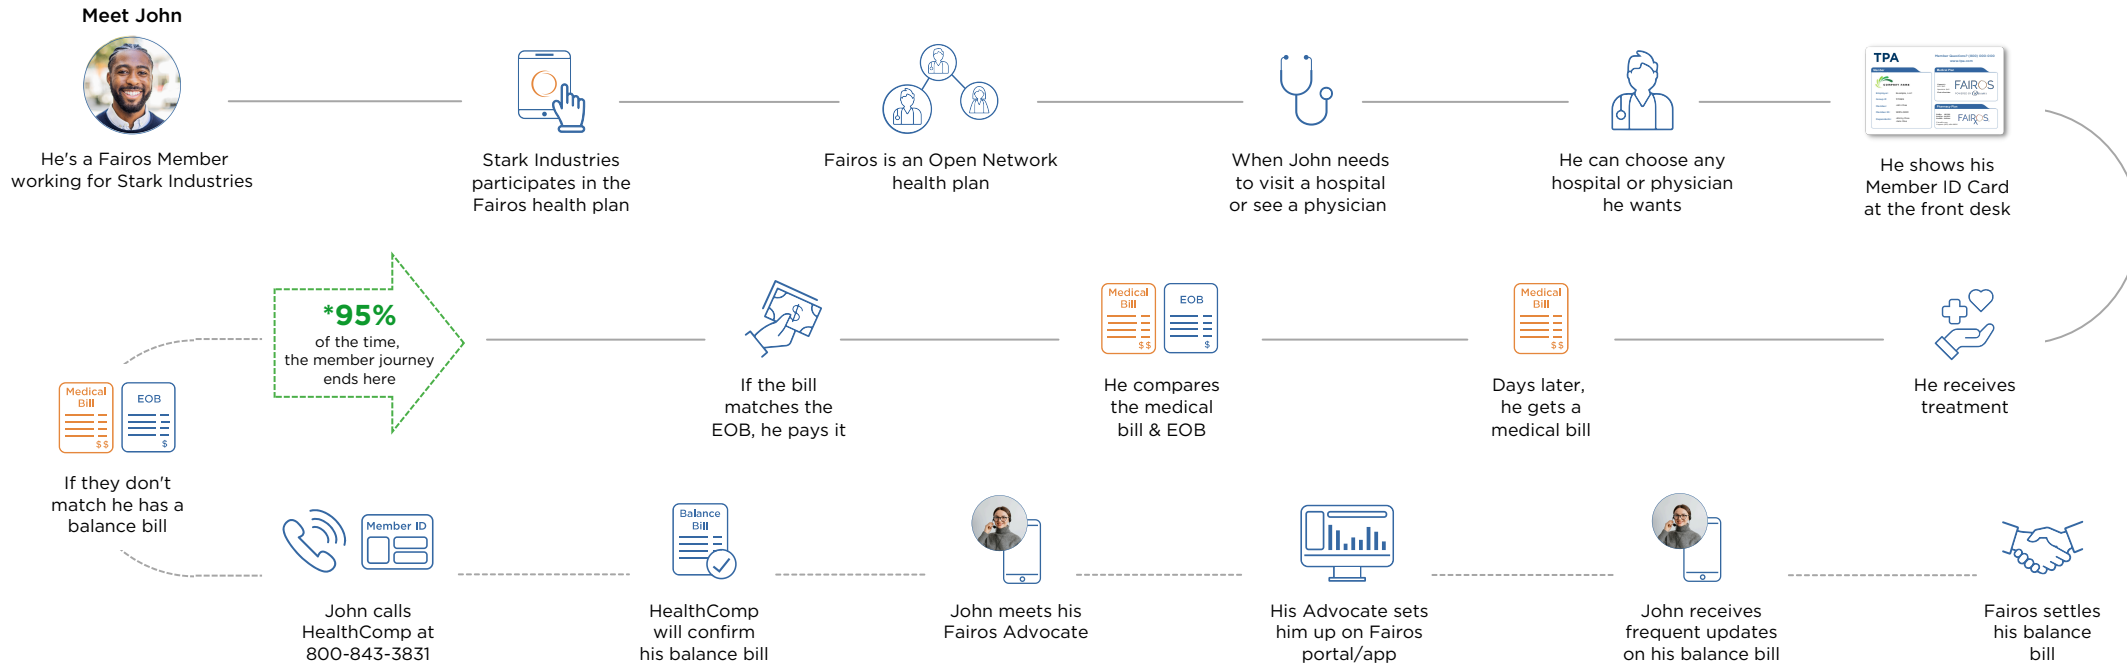 Meet John
He's a Fairos Member
working for Stark Industries
Stark Industries
participates in the
Fairos health plan
Fairos is an Open Network
health plan
When John needs
to visit a hospital
or see a physician
He can choose any
hospital or physician
he wants
TPA
FAIROS
FAIROS
He shows his
Member ID Card
at the front desk
He receives
treatment
Medical
Bill
$$
Days later,
he gets a
medical bill
Medical
Bill
$$
EOB
$
He compares
the medical
bill & EOB
$
If the bill
matches the
EOB, he pays it
*95%
of the time,
the member journey
ends here
Medical
Bill
$$
EOB
$
If they don't
match he has a
balance bill
Member ID
John calls
HealthComp at
800-843-3831
Balance
Bill
HealthComp
will confirm
his balance bill
John meets his
Fairos Advocate
His Advocate sets
him up on Fairos
portal/app
John receives
frequent updates
on his balance bill
Fairos settles
his balance
bill